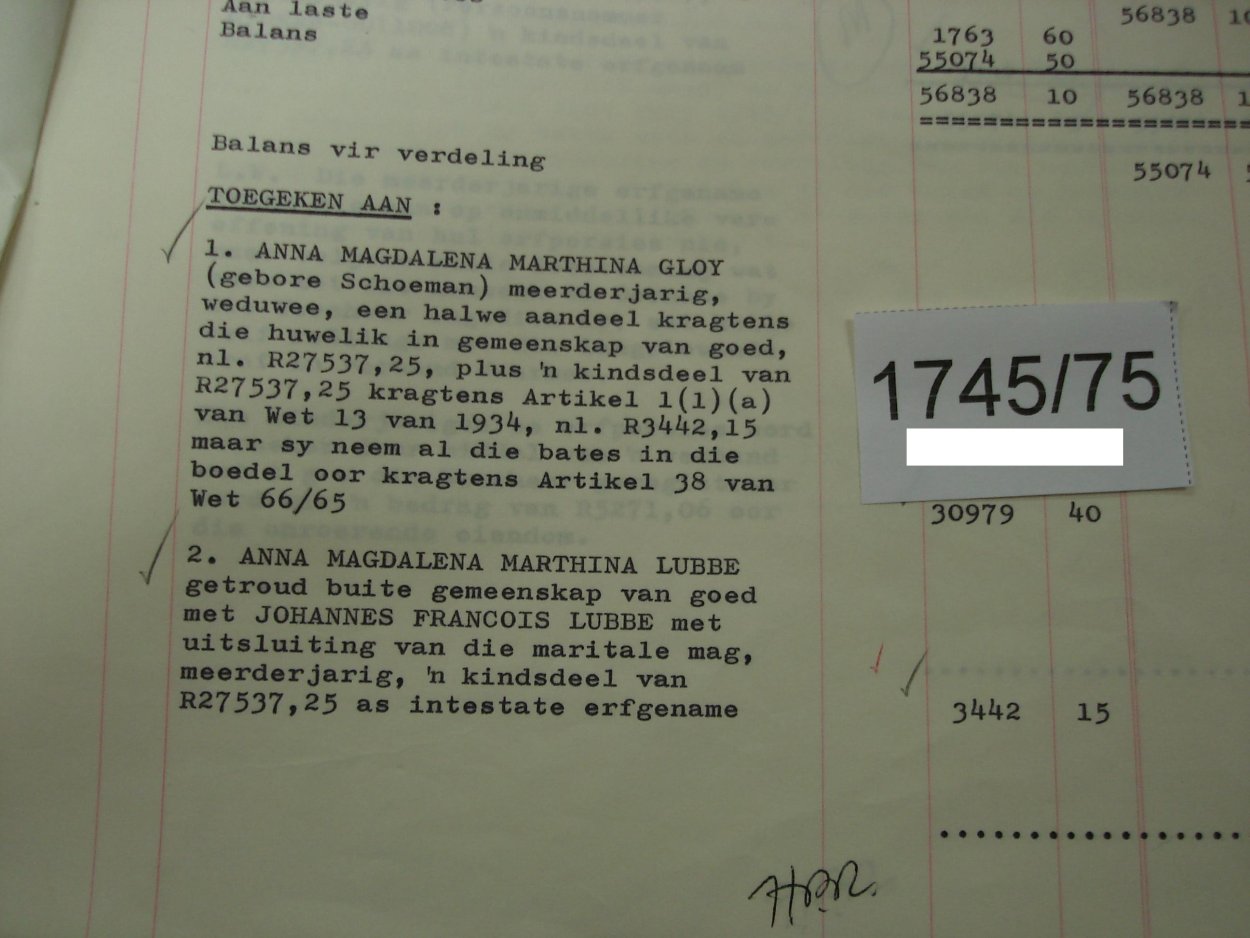 Aan laste 56838 10
Balans 1763 60
55074 50
56838 10 56838 1
==========================
Balans vir verdeling
55074 5
TOEGEKEN AAN :
1. ANNA MAGDALENA MARTHINA GLOY
(gebore Schoeman) meerderjarig,
weduwee, een halwe aandeel kragtens
die huwelik in gemeenskap van goed,
nl. R27537,25, plus 'n kindsdeel van
R27537,25 kragtens Artikel 1(1)(a)
van Wet 13 van 1934, nl. R3442,15
maar sy neem al die bates in die
boedel oor kragtens Artikel 38 van
Wet 66/65
1745/75
30979 40
2. ANNA MAGDALENA MARTHINA LUBBE
getroud buite gemeenskap van goed
met JOHANNES FRANCOIS LUBBE met
uitsluiting van die maritale mag,
meerderjarig, 'n kindsdeel van
R27537,25 as intestate erfgename
3442 15